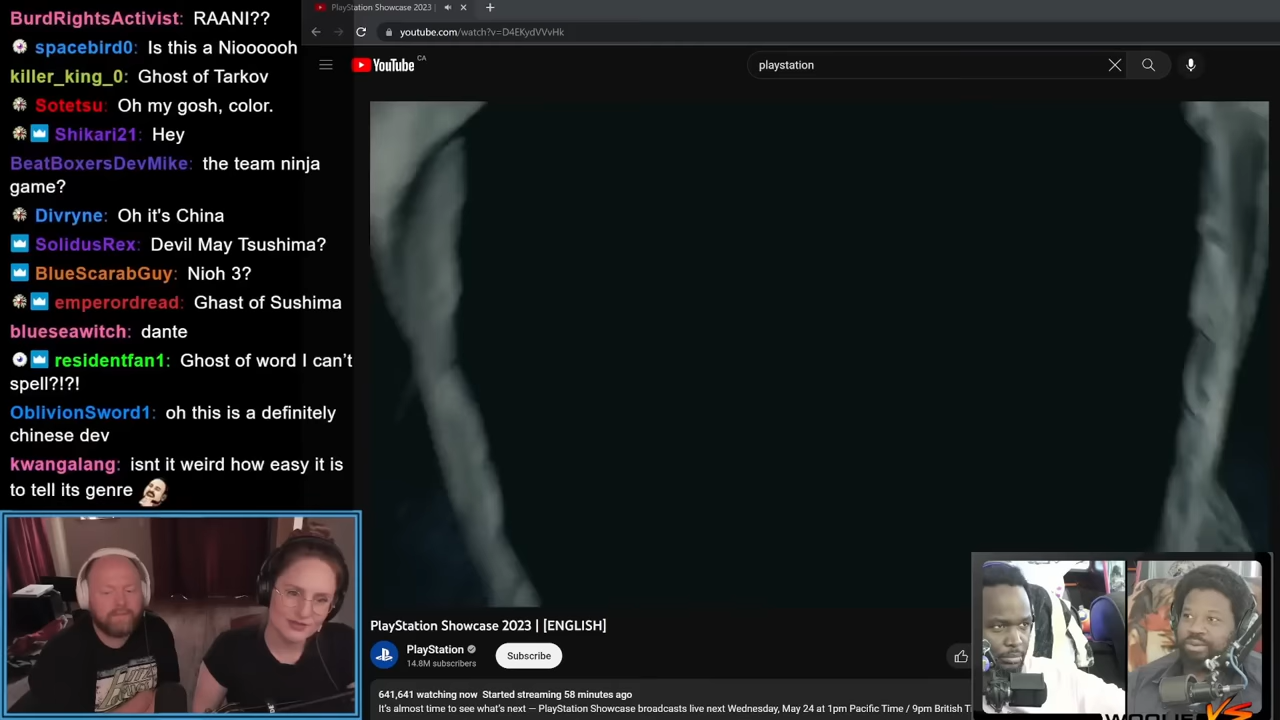 BurdRightsActivist: RAANI??
spacebird0: Is this a Nioooooh
killer_king_0: Ghost of Tarkov
Sotetsu: Oh my gosh, color.
Shikari21: Hey
BeatBoxersDevMike: the team ninja
game?
Divryne: Oh it's China
SolidusRex: Devil May Tsushima?
BlueScarabGuy: Nioh 3?
emperordread: Ghast of Sushima
blueseawitch: dante
residentfan1: Ghost of word I can't
spell?!?!
OblivionSword1: oh this is a definitely
chinese dev
kwangalang: isnt it weird how easy it is
to tell its genre
PlayStation Showcase 2023 |
youtube.com/watch?v=D4EKydVVvHk
YouTube CA
playstation
PlayStation Showcase 2023 | [ENGLISH]
PlayStation
14.8M subscribers
Subscribe
641,641 watching now Started streaming 58 minutes ago
It's almost time to see what's next — PlayStation Showcase broadcasts live next Wednesday, May 24 at 1pm Pacific Time / 9pm British T
VS